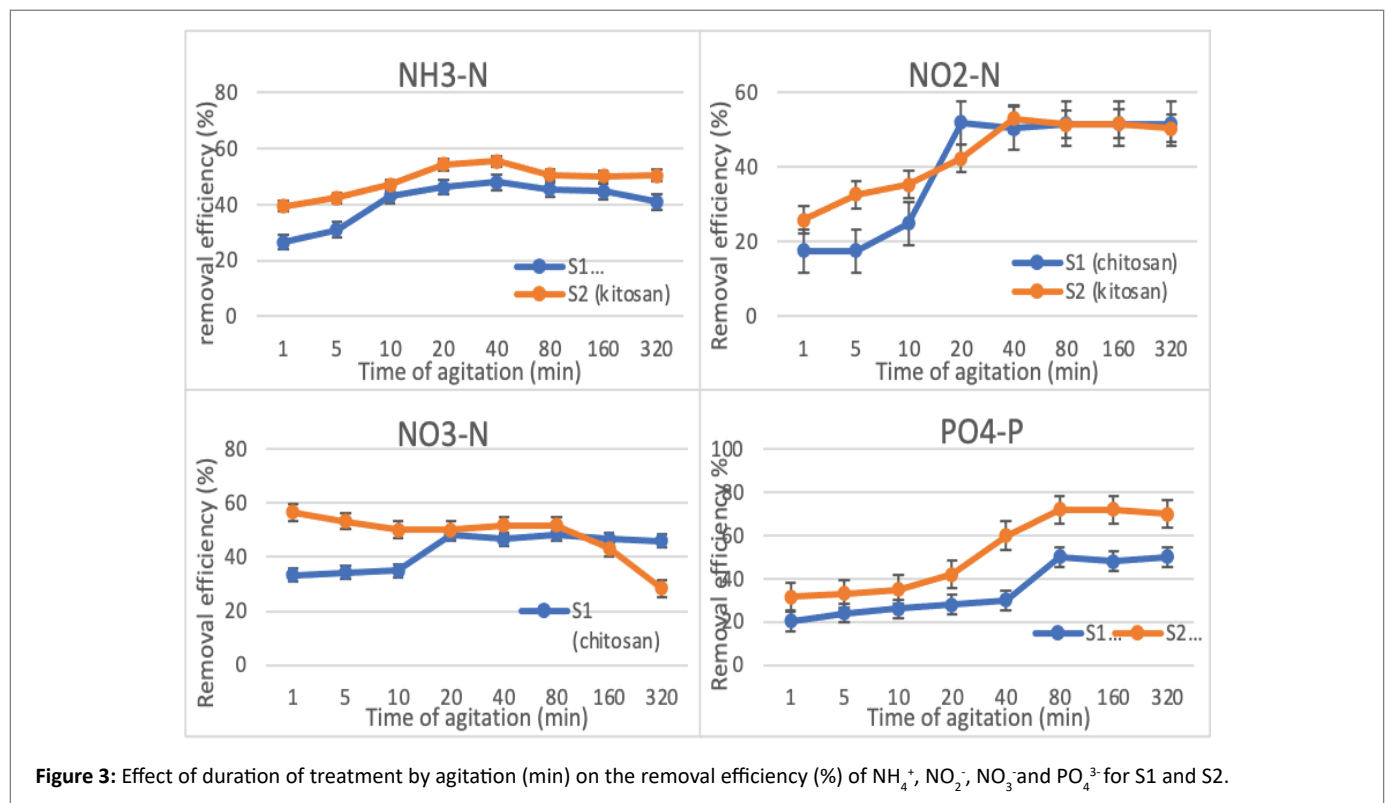 NH3-N
removal efficiency (%)
80
60
40
20
0
S1...
S2 (kitosan)
1 5 10 20 40 80 160 320
Time of agitation (min)
NO2-N
Removal efficiency (%)
60
40
20
0
S1 (chitosan)
S2 (kitosan)
1 5 10 20 40 80 160 320
Time of agitation (min)
NO3-N
Removal efficiency (%)
80
60
40
20
0
S1
(chitosan)
1 5 10 20 40 80 160 320
Time of agitation (min)
PO4-P
Removal efficiency %
100
80
60
40
20
0
S1... S2...
1 5 10 20 40 80 160 320
Time of agitation (min)
Figure 3: Effect of duration of treatment by agitation (min) on the removal efficiency (%) of NH₄⁺, NO₂⁻, NO₃⁻and PO₄³⁻ for S1 and S2.